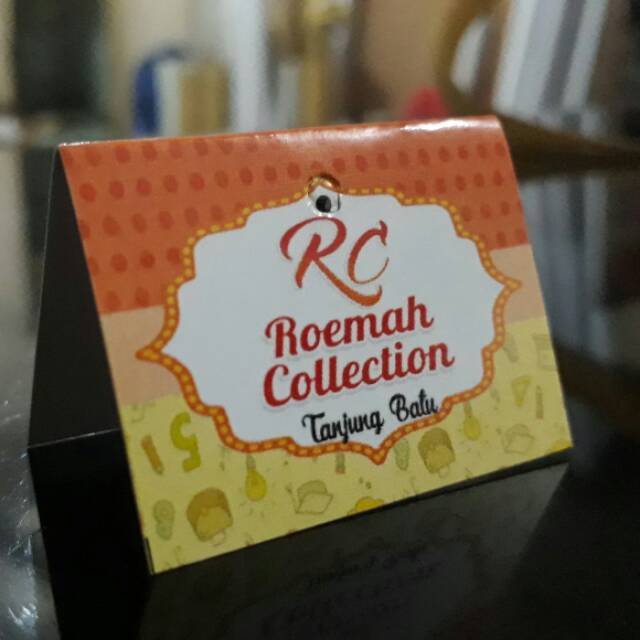 RC
Roemah
Collection
Tanjung Batu